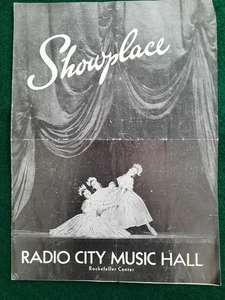 Showplace
RADIO CITY MUSIC HALL
Rockefeller Center